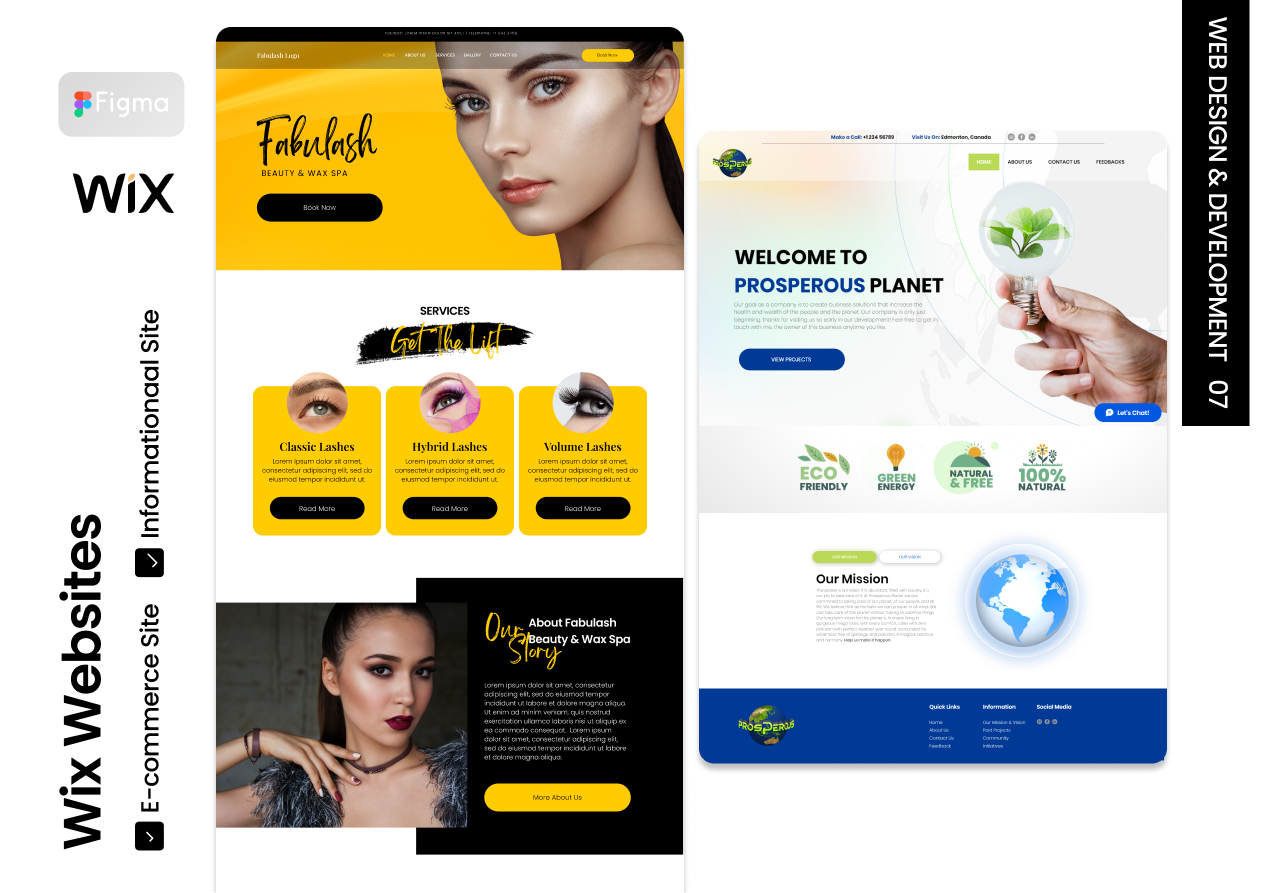 WEB DESIGN & DEVELOPMENT 07
Figma
WiX
Wix Websites
E-commerce Site
Informationaal Site
Fabulash Logo
HOME ABOUT US SERVICES GALLERY CONTACT US
Book Now
Fabulash
BEAUTY & WAX SPA
Book Now
SERVICES
Get The Lift
Classic Lashes
Lorem ipsum dolor sit amet,
consectetur adipiscing elit, sed do
eiusmod tempor incididunt ut.
Read More
Hybrid Lashes
Lorem ipsum dolor sit amet,
consectetur adipiscing elit, sed do
eiusmod tempor incididunt ut.
Read More
Volume Lashes
Lorem ipsum dolor sit amet,
consectetur adipiscing elit, sed do
eiusmod tempor incididunt ut.
Read More
Our Story
About Fabulash
Beauty & Wax Spa
Lorem ipsum dolor sit amet, consectetur
adipiscing elit, sed do eiusmod tempor
incididunt ut labore et dolore magna aliqua.
Ut enim ad minim veniam, quis nostrud
exercitation ullamco laboris nisi ut aliquip ex
ea commodo consequat. Lorem ipsum
dolor sit amet, consectetur adipiscing elit,
sed do eiusmod tempor incididunt ut labore
et dolore magna aliqua.
More About Us
Make a Call: +1 234 56789 Visit Us On: Edmonton, Canada
PROSPEROUS
HOME ABOUT US CONTACT US FEEDBACKS
WELCOME TO
PROSPEROUS PLANET
Our goal as a company is to create business solutions that increase the
health and wealth of the people and the planet. Our company is only just
beginning, thanks for visiting us so early in our development! Feel free to get in
touch with me, the owner of this business anytime you like.
VIEW PROJECTS
Let's Chat!
ECO
FRIENDLY
GREEN
ENERGY
NATURAL
& FREE
100%
NATURAL
OUR MISSION OUR VISION
Our Mission
Help us make it happen.
PROSPEROUS
Quick Links
Home
About Us
Contact Us
Feedback
Information
Our Mission & Vision
Past Projects
Community
Initiatives
Social Media